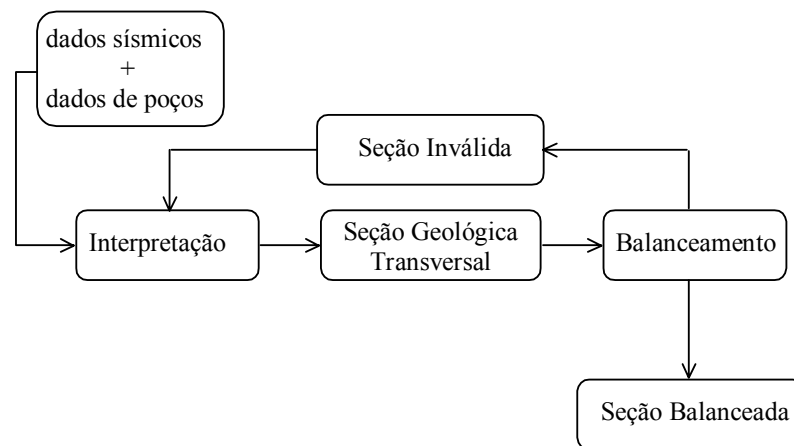 dados sísmicos
+
dados de poços
Seção Inválida
Interpretação
Seção Geológica
Transversal
Balanceamento
Seção Balanceada